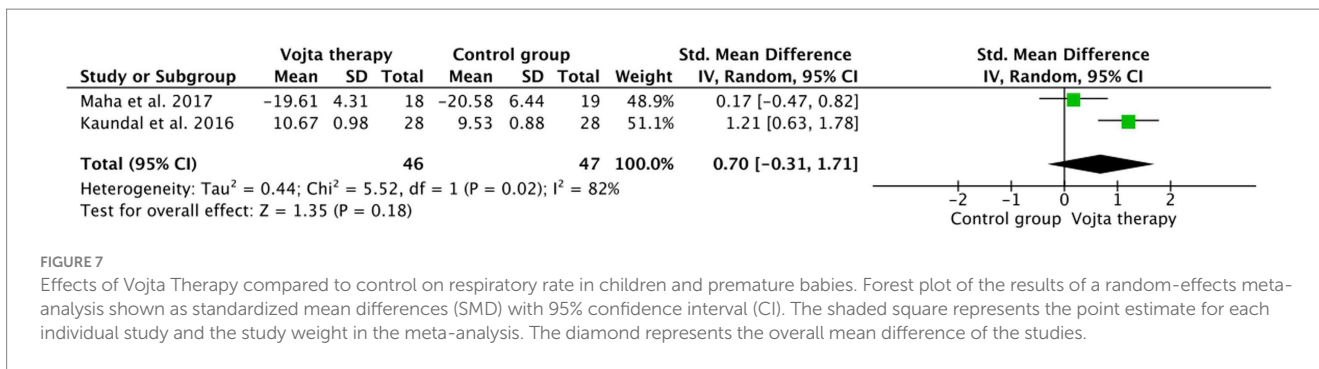 Vojta therapy Control group Std. Mean Difference Std. Mean Difference
Study or Subgroup Mean SD Total Mean SD Total Weight IV, Random, 95% CI IV, Random, 95% CI
Maha et al. 2017 −19.61 4.31 18 −20.58 6.44 19 48.9% 0.17 [−0.47, 0.82]
Kaundal et al. 2016 10.67 0.98 28 9.53 0.88 28 51.1% 1.21 [0.63, 1.78]
Total (95% CI) 46 47 100.0% 0.70 [−0.31, 1.71]
Heterogeneity: Tau² = 0.44; Chi² = 5.52, df = 1 (P = 0.02); I² = 82%
Test for overall effect: Z = 1.35 (P = 0.18)
−2 −1 0 1 2
Control group Vojta therapy
FIGURE 7
Effects of Vojta Therapy compared to control on respiratory rate in children and premature babies. Forest plot of the results of a random-effects meta-
analysis shown as standardized mean differences (SMD) with 95% confidence interval (CI). The shaded square represents the point estimate for each
individual study and the study weight in the meta-analysis. The diamond represents the overall mean difference of the studies.